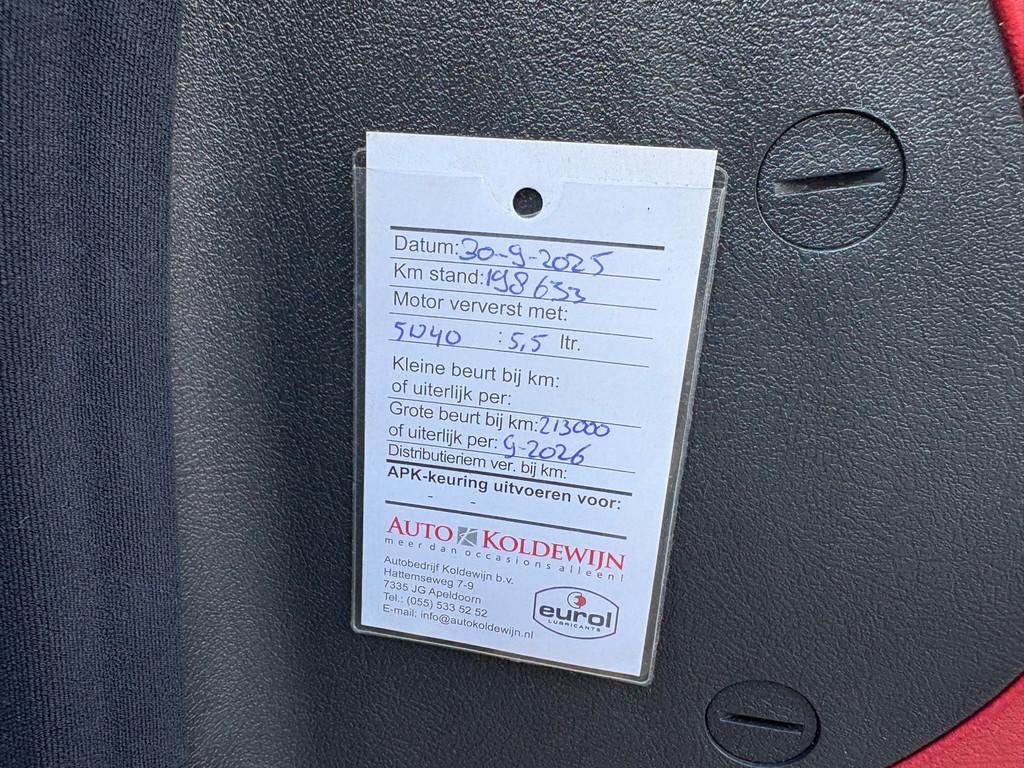 Datum: 30-9-2025
Km stand: 198 633
Motor ververst met:
5W40 : 5,5 ltr.
Kleine beurt bij km:
of uiterlijk per:
Grote beurt bij km: 213000
of uiterlijk per: 9-2026
Distributieriem ver. bij km:
APK-keuring uitvoeren voor:
- -
AUTO KOLDEWIJN
meer dan occasions alleen!
Autobedrijf Koldewijn b.v.
Hattemseweg 7-9
7335 JG Apeldoorn
Tel.: (055) 533 52 52
E-mail: info@autokoldewijn.nl
eurol
LUBRICANTS